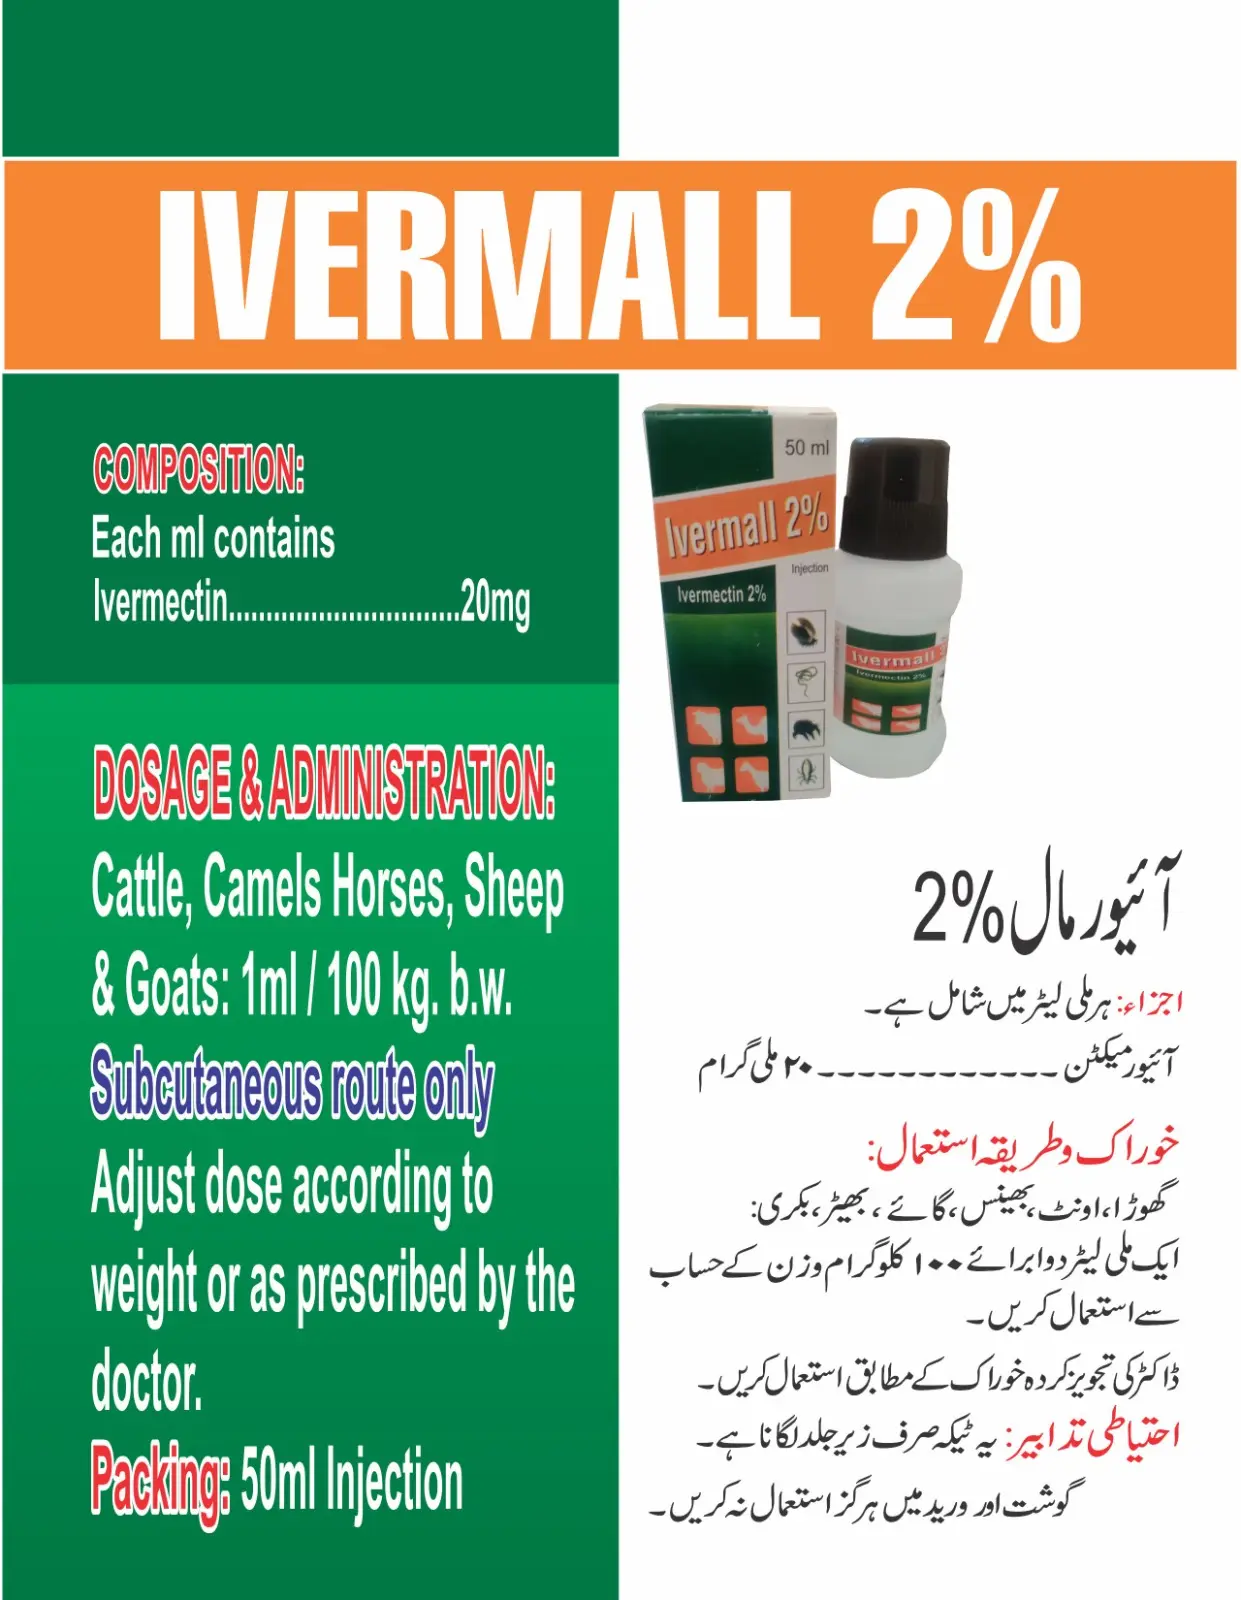 IVERMALL 2%
COMPOSITION:
Each ml contains
Ivermectin...............................20mg
DOSAGE & ADMINISTRATION:
Cattle, Camels Horses, Sheep
& Goats: 1ml / 100 kg. b.w.
Subcutaneous route only
Adjust dose according to
weight or as prescribed by the
doctor.
Packing: 50ml Injection
50 ml
Ivermall 2%
Injection
Ivermectin 2%
Ivermall
Ivermectin 2%
آئیور مال 2%
اجزاء: ہر ملی لیٹر میں شامل ہے۔
آئیور میکٹن ------------۲۰ ملی گرام
خوراک و طریقہ استعمال:
گھوڑا، اونٹ، بھینس، گائے، بھیڑ، بکری:
ایک ملی لیٹر دوا برائے ۱۰۰ کلوگرام وزن کے حساب
سے استعمال کریں۔
ڈاکٹر کی تجویز کردہ خوراک کے مطابق استعمال کریں۔
احتیاطی تدابیر: یہ ٹیکہ صرف زیر جلد لگانا ہے۔
گوشت اور ورید میں ہرگز استعمال نہ کریں۔